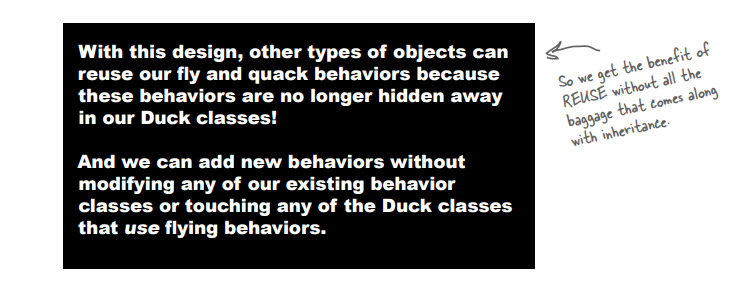 With this design, other types of objects can
reuse our fly and quack behaviors because
these behaviors are no longer hidden away
in our Duck classes!
And we can add new behaviors without
modifying any of our existing behavior
classes or touching any of the Duck classes
that use flying behaviors.
So we get the benefit of
REUSE without all the
baggage that comes along
with inheritance.